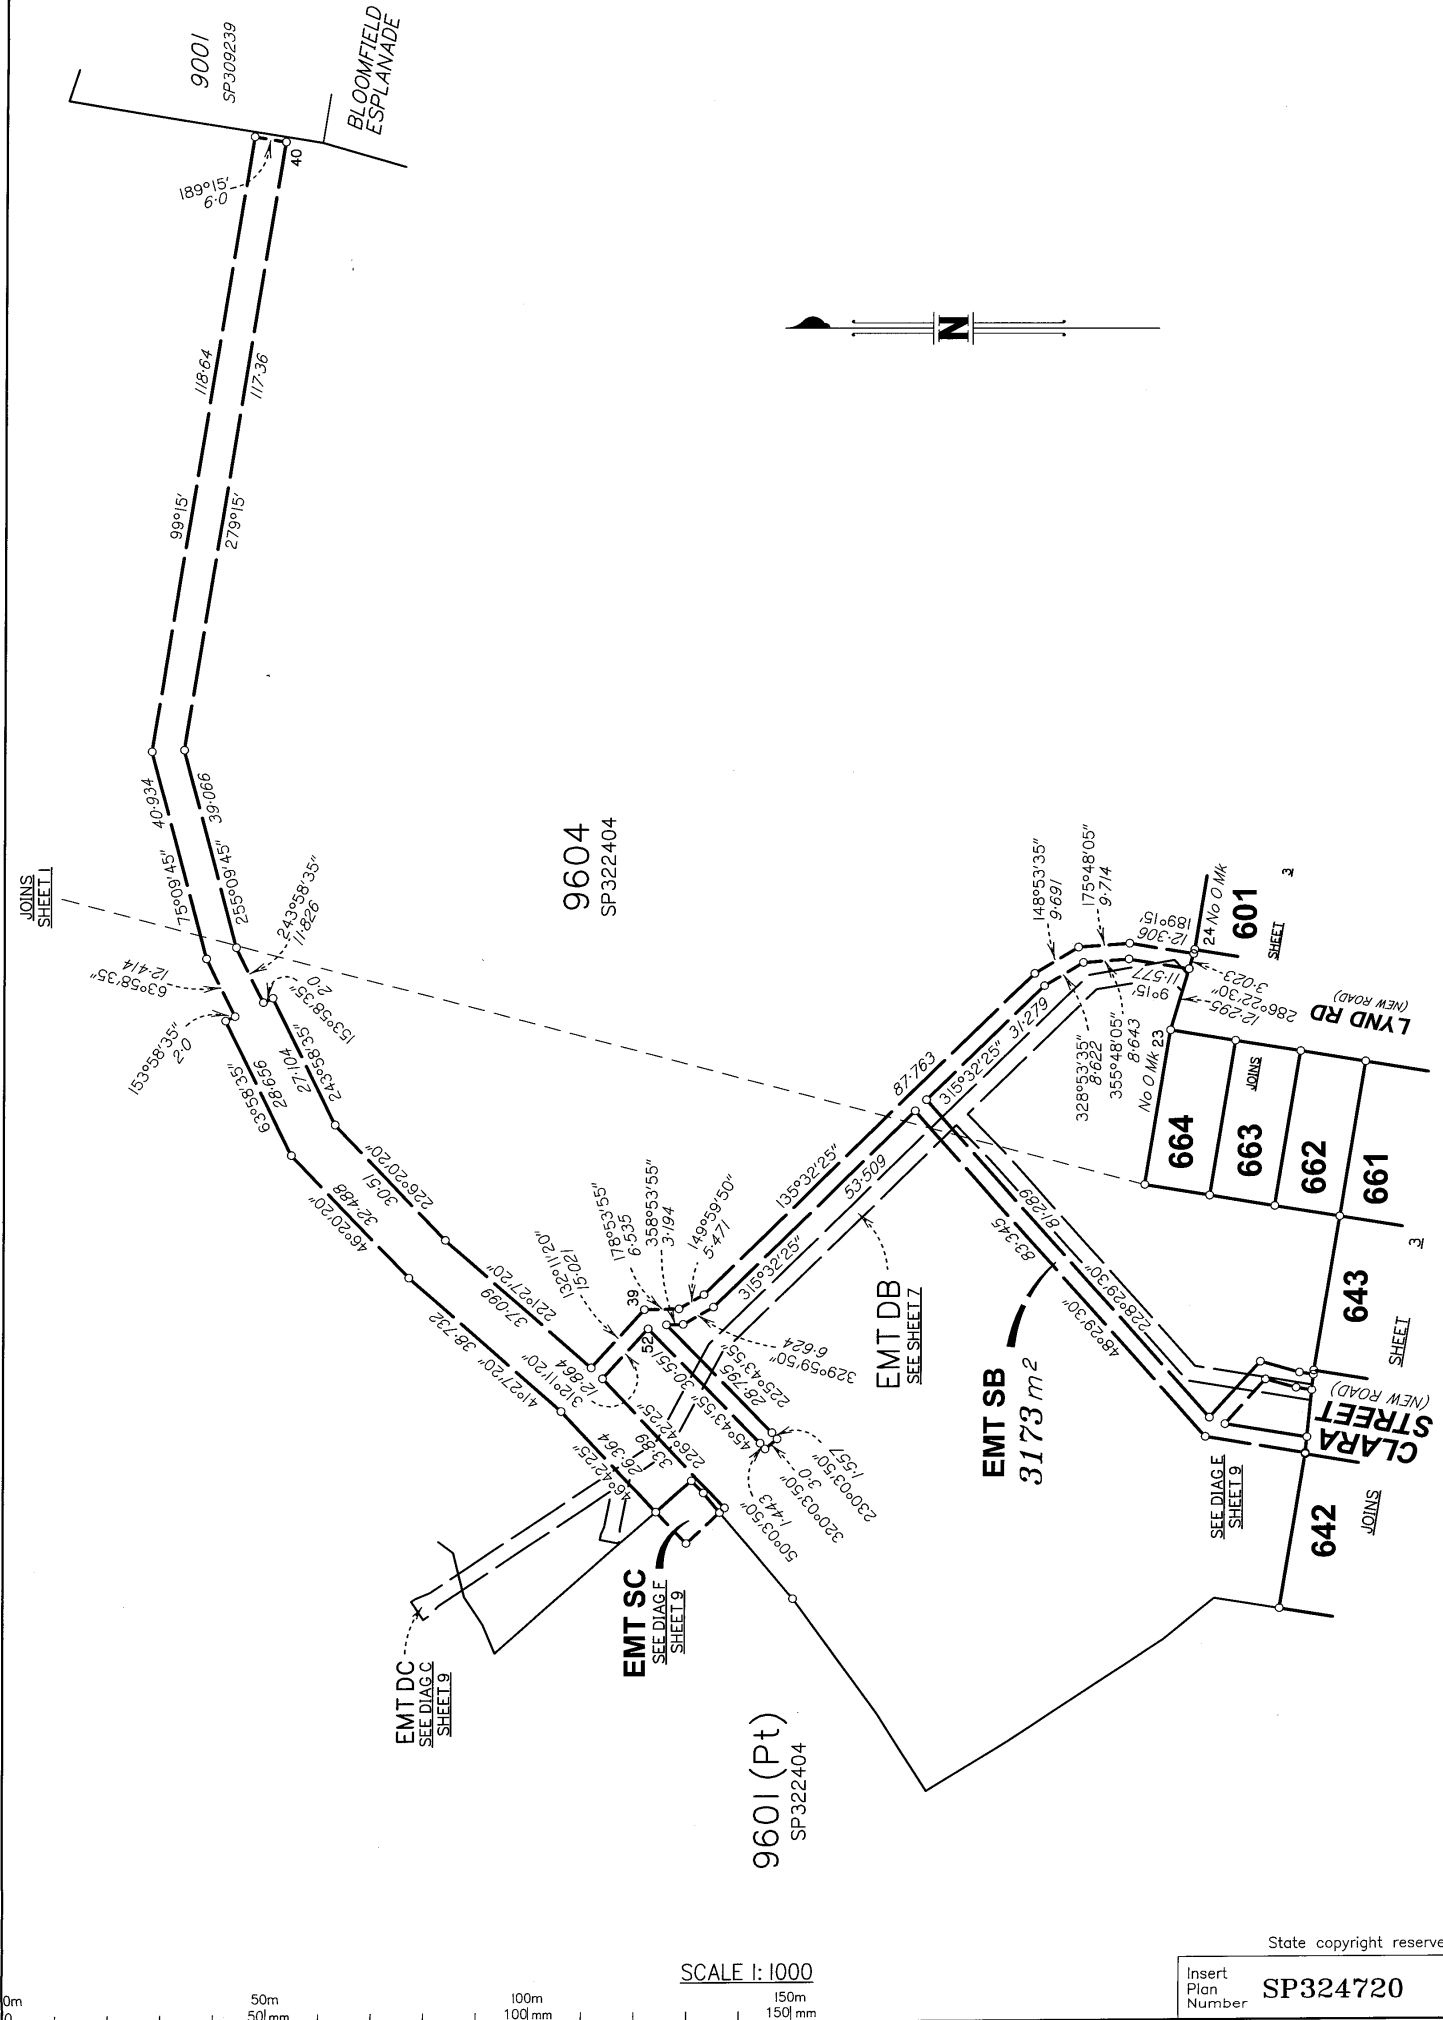 9001
SP309239
BLOOMFIELD
ESPLANADE
189°15'
6·0
40
118·64
117·36
99°15'
279°15'
N
40·934
39·066
75°09'45"
255°09'45"
JOINS
SHEET 1
243°58'35"
11·826
63°58'35"
12·414
153°58'35"
2·0
153°58'35"
2·0
63°58'35"
28·656
243°58'35"
27·104
9604
SP322404
46°20'20"
32·488
226°20'20"
30·51
41°27'20"
38·732
221°27'20"
37·099
132°11'20"
15·021
312°11'20"
12·864
178°53'55"
6·535
358°53'55"
3·194
149°59'50"
5·471
329°59'50"
6·624
39
52
46°42'25"
26·364
226°42'25"
33·89
45°43'55"
30·551
225°43'55"
28·795
50°03'50"
1·443
320°03'50"
3·0
230°03'50"
1·557
135°32'25"
87·763
315°32'25"
53·509
315°32'25"
31·279
148°53'35"
9·691
175°48'05"
9·714
189°15'
12·306
24 No O Mk
328°53'35"
8·622
355°48'05"
8·643
9°15'
11·577
286°22'30"
3·023
12·295
No O Mk 23
601
SHEET
3
LYND RD
(NEW ROAD)
664
663
JOINS
662
661
643
SHEET
3
EMT DB
SEE SHEET 7
EMT SB
3173 m²
48°29'30"
83·345
228°29'30"
81·289
CLARA
STREET
(NEW ROAD)
SEE DIAG E
SHEET 9
642
JOINS
EMT SC
SEE DIAG F
SHEET 9
EMT DC
SEE DIAG C
SHEET 9
9601 (Pt)
SP322404
SCALE 1:1000
State copyright reserve
Insert
Plan
Number
SP324720
0m
50m
100m
150m
0
50 mm
100 mm
150 mm